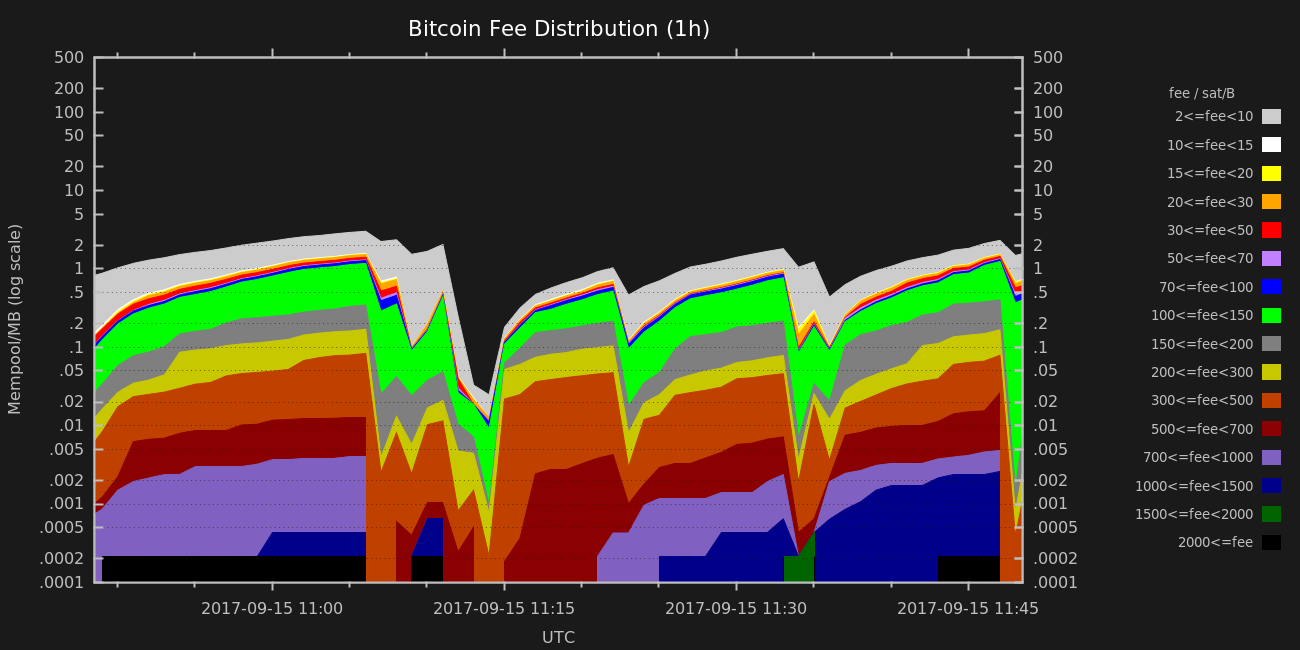 Bitcoin Fee Distribution (1h)
500 500
200 200
100 100
50 50
20 20
10 10
5 5
2 2
1 1
.5 .5
.2 .2
.1 .1
.05 .05
.02 .02
.01 .01
.005 .005
.002 .002
.001 .001
.0005 .0005
.0002 .0002
.0001 .0001
Mempool/MB (log scale)
2017-09-15 11:00 2017-09-15 11:15 2017-09-15 11:30 2017-09-15 11:45
UTC
fee / sat/B
2<=fee<10
10<=fee<15
15<=fee<20
20<=fee<30
30<=fee<50
50<=fee<70
70<=fee<100
100<=fee<150
150<=fee<200
200<=fee<300
300<=fee<500
500<=fee<700
700<=fee<1000
1000<=fee<1500
1500<=fee<2000
2000<=fee